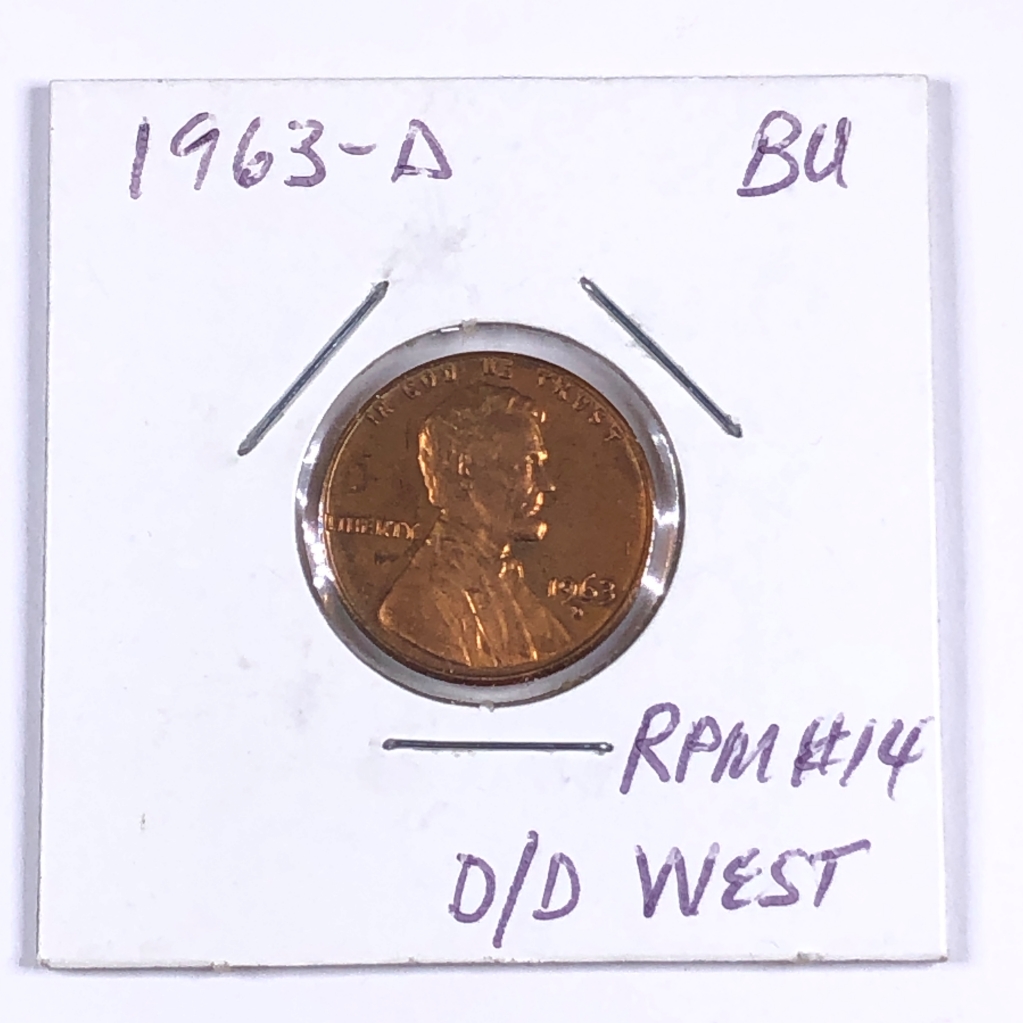 1963-D BU
IN GOD WE TRUST
LIBERTY
1963
D
RPM #14
D/D WEST